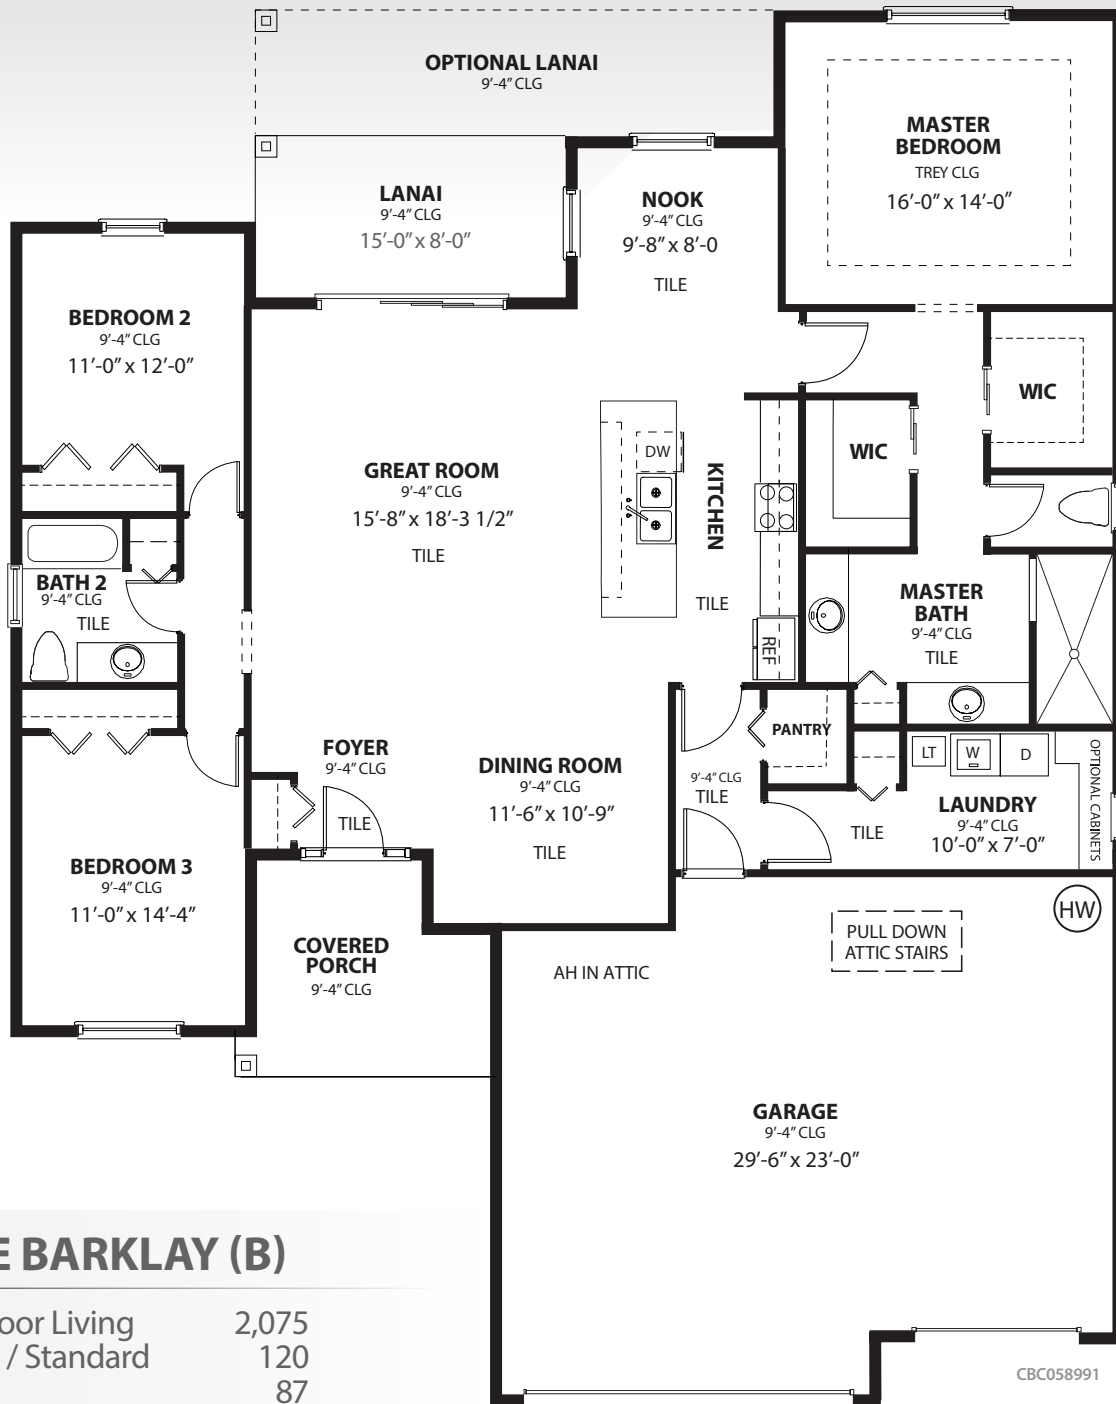 OPTIONAL LANAI
9'-4" CLG
MASTER
BEDROOM
TREY CLG
16'-0" x 14'-0"
LANAI
9'-4" CLG
15'-0" x 8'-0"
NOOK
9'-4" CLG
9'-8" x 8'-0
TILE
BEDROOM 2
9'-4" CLG
11'-0" x 12'-0"
WIC
WIC
GREAT ROOM
9'-4" CLG
15'-8" x 18'-3 1/2"
TILE
DW
KITCHEN
TILE
REF
BATH 2
9'-4" CLG
TILE
MASTER
BATH
9'-4" CLG
TILE
PANTRY
FOYER
9'-4" CLG
TILE
DINING ROOM
9'-4" CLG
11'-6" x 10'-9"
TILE
9'-4" CLG
TILE
LT
W
D
OPTIONAL CABINETS
LAUNDRY
9'-4" CLG
10'-0" x 7'-0"
TILE
BEDROOM 3
9'-4" CLG
11'-0" x 14'-4"
COVERED
PORCH
9'-4" CLG
HW
PULL DOWN
ATTIC STAIRS
AH IN ATTIC
GARAGE
9'-4" CLG
29'-6" x 23'-0"
E BARKLAY (B)
oor Living 2,075
/ Standard 120
87
CBC058991